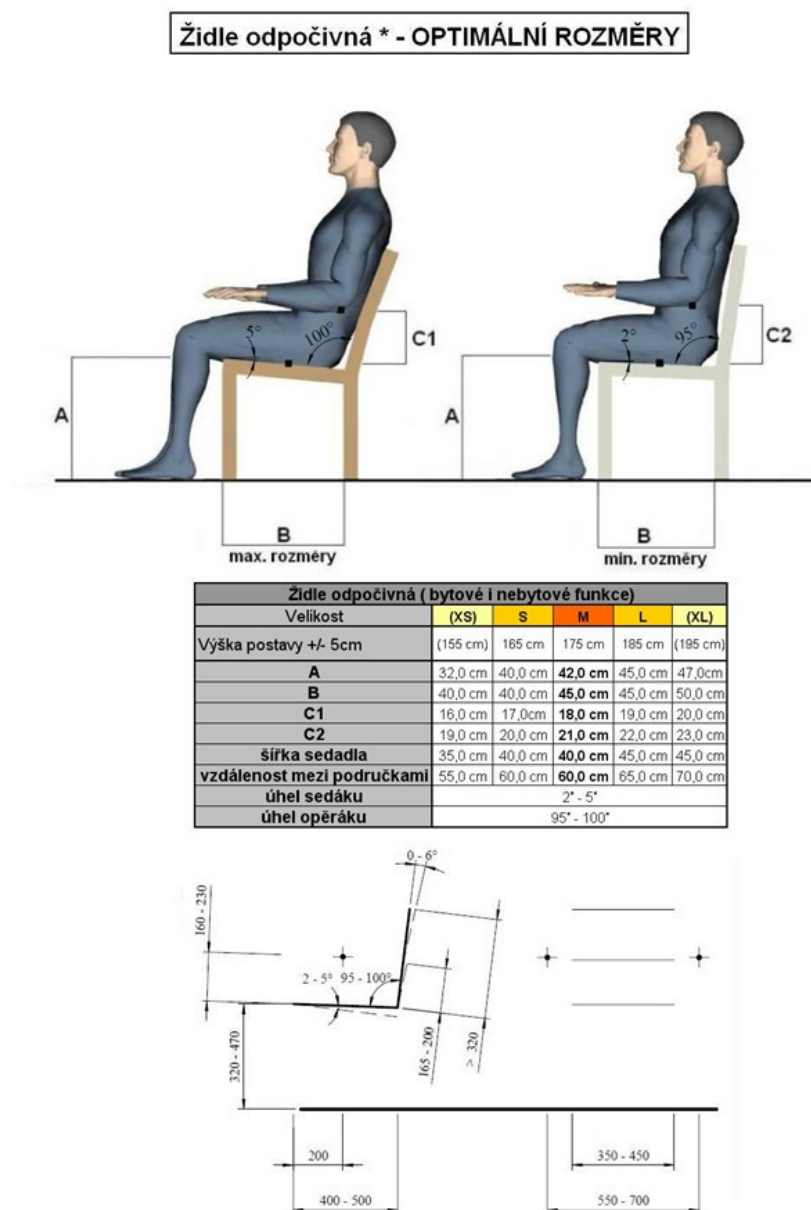 Židle odpočivná * - OPTIMÁLNÍ ROZMĚRY
5° 100° C1 2° 95° C2
A A
B B
max. rozměry min. rozměry
Židle odpočivná ( bytové i nebytové funkce)
Velikost (XS) S M L (XL)
Výška postavy +/- 5cm (155 cm) 165 cm 175 cm 185 cm (195 cm)
A 32,0 cm 40,0 cm 42,0 cm 45,0 cm 47,0cm
B 40,0 cm 40,0 cm 45,0 cm 45,0 cm 50,0 cm
C1 16,0 cm 17,0cm 18,0 cm 19,0 cm 20,0 cm
C2 19,0 cm 20,0 cm 21,0 cm 22,0 cm 23,0 cm
šířka sedadla 35,0 cm 40,0 cm 40,0 cm 45,0 cm 45,0 cm
vzdálenost mezi područkami 55,0 cm 60,0 cm 60,0 cm 65,0 cm 70,0 cm
úhel sedáku 2° - 5°
úhel opěráku 95° - 100°
0 - 6°
160 - 230
2 - 5° 95 - 100°
320 - 470
165 - 200
> 320
200 350 - 450
400 - 500 550 - 700